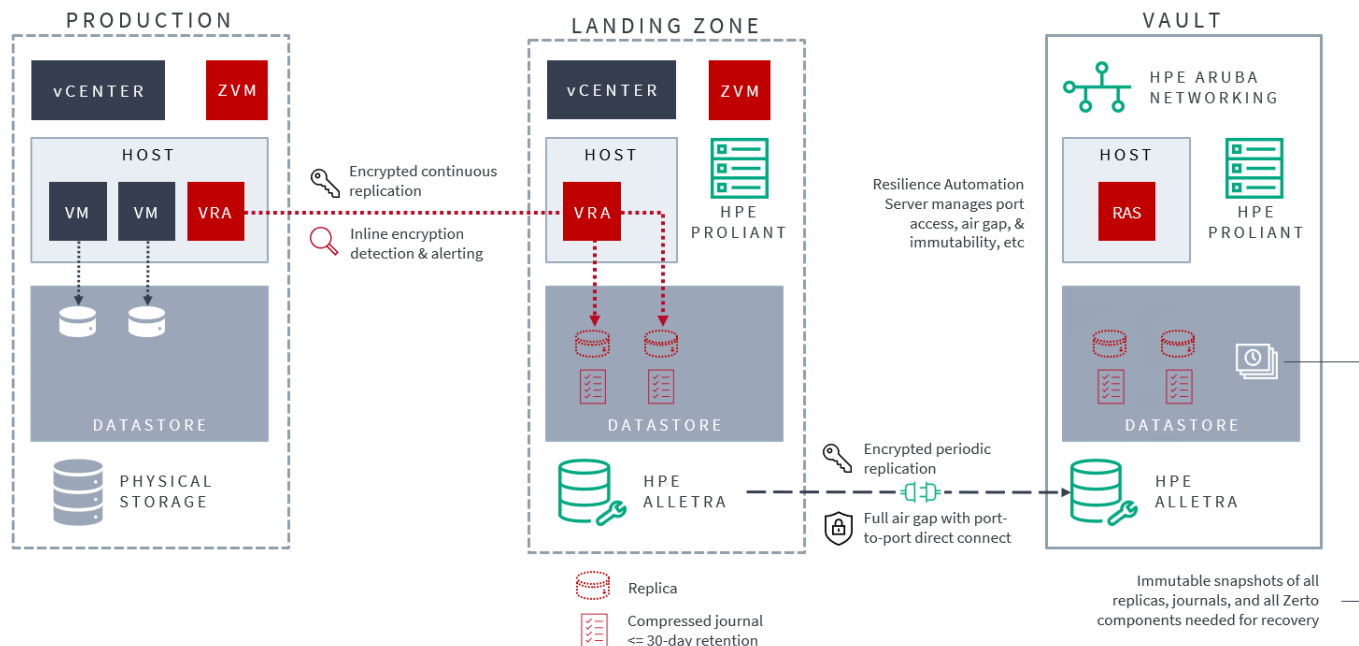 PRODUCTION
vCENTER
ZVM
HOST
VM
VM
VRA
DATASTORE
PHYSICAL
STORAGE
Encrypted continuous
replication
Inline encryption
detection & alerting
LANDING ZONE
vCENTER
ZVM
HOST
VRA
HPE
PROLIANT
DATASTORE
HPE
ALLETRA
Replica
Compressed journal
<= 30-day retention
Encrypted periodic
replication
Full air gap with port-
to-port direct connect
Resilience Automation
Server manages port
access, air gap, &
immutability, etc
VAULT
HPE ARUBA
NETWORKING
HOST
RAS
HPE
PROLIANT
DATASTORE
HPE
ALLETRA
Immutable snapshots of all
replicas, journals, and all Zerto
components needed for recovery